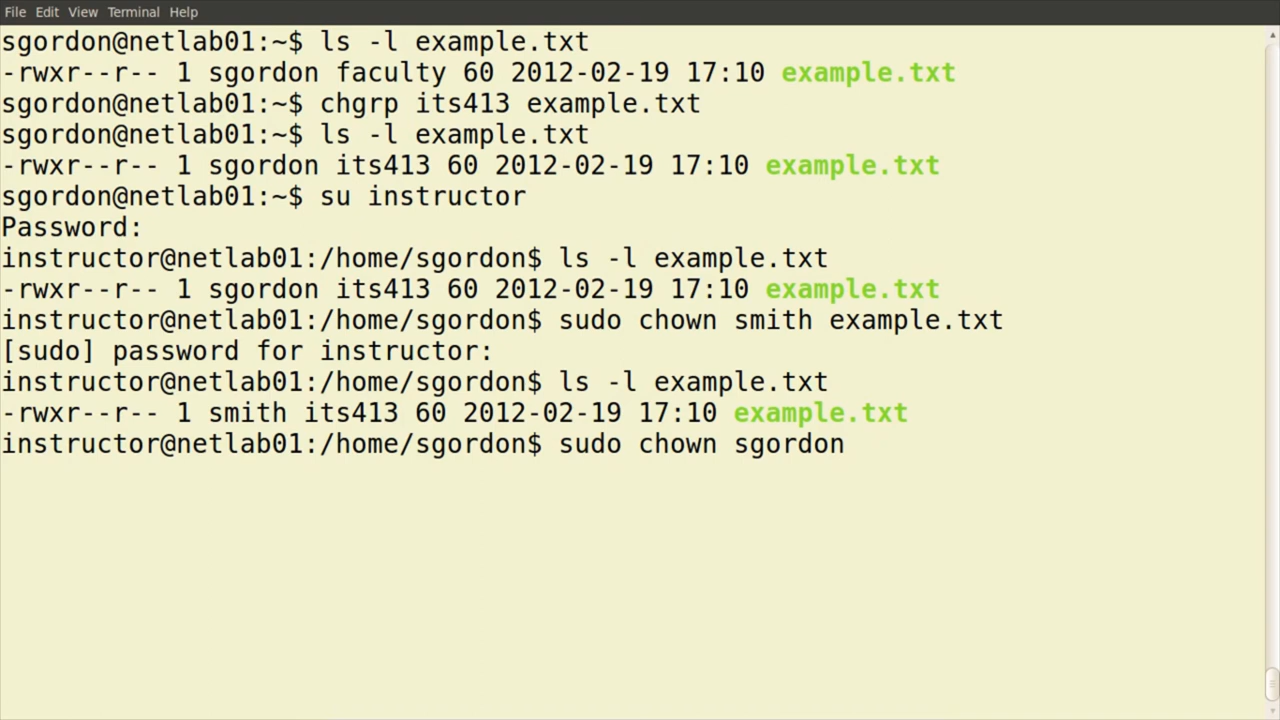 File Edit View Terminal Help
sgordon@netlab01:~$ ls -l example.txt
-rwxr--r-- 1 sgordon faculty 60 2012-02-19 17:10 example.txt
sgordon@netlab01:~$ chgrp its413 example.txt
sgordon@netlab01:~$ ls -l example.txt
-rwxr--r-- 1 sgordon its413 60 2012-02-19 17:10 example.txt
sgordon@netlab01:~$ su instructor
Password:
instructor@netlab01:/home/sgordon$ ls -l example.txt
-rwxr--r-- 1 sgordon its413 60 2012-02-19 17:10 example.txt
instructor@netlab01:/home/sgordon$ sudo chown smith example.txt
[sudo] password for instructor:
instructor@netlab01:/home/sgordon$ ls -l example.txt
-rwxr--r-- 1 smith its413 60 2012-02-19 17:10 example.txt
instructor@netlab01:/home/sgordon$ sudo chown sgordon